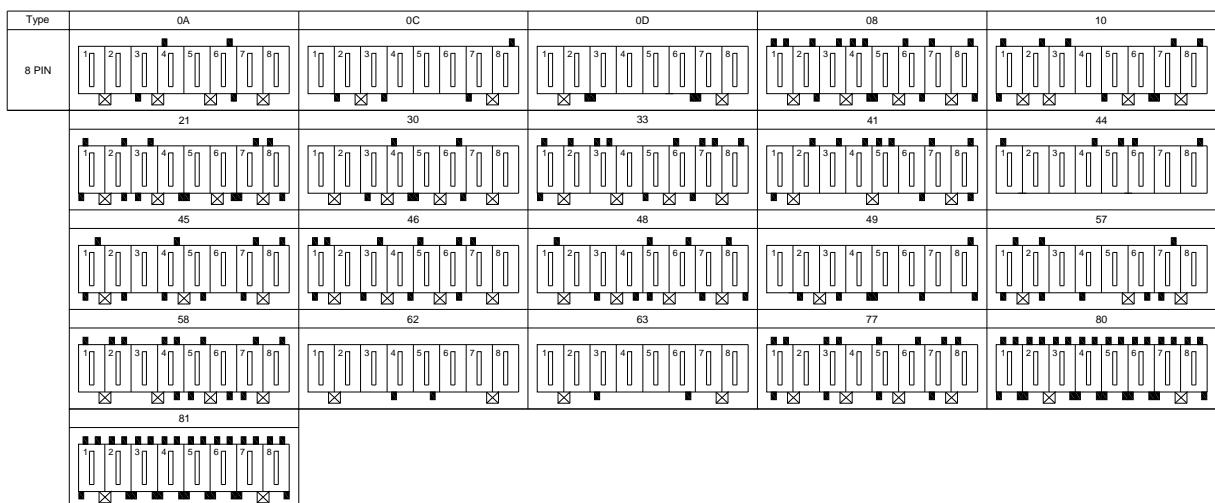 Type 0A 0C 0D 08 10
8 PIN
1 2 3 4 5 6 7 8 1 2 3 4 5 6 7 8 1 2 3 4 5 6 7 8 1 2 3 4 5 6 7 8 1 2 3 4 5 6 7 8
21 30 33 41 44
1 2 3 4 5 6 7 8 1 2 3 4 5 6 7 8 1 2 3 4 5 6 7 8 1 2 3 4 5 6 7 8 1 2 3 4 5 6 7 8
45 46 48 49 57
1 2 3 4 5 6 7 8 1 2 3 4 5 6 7 8 1 2 3 4 5 6 7 8 1 2 3 4 5 6 7 8 1 2 3 4 5 6 7 8
58 62 63 77 80
1 2 3 4 5 6 7 8 1 2 3 4 5 6 7 8 1 2 3 4 5 6 7 8 1 2 3 4 5 6 7 8 1 2 3 4 5 6 7 8
81
1 2 3 4 5 6 7 8